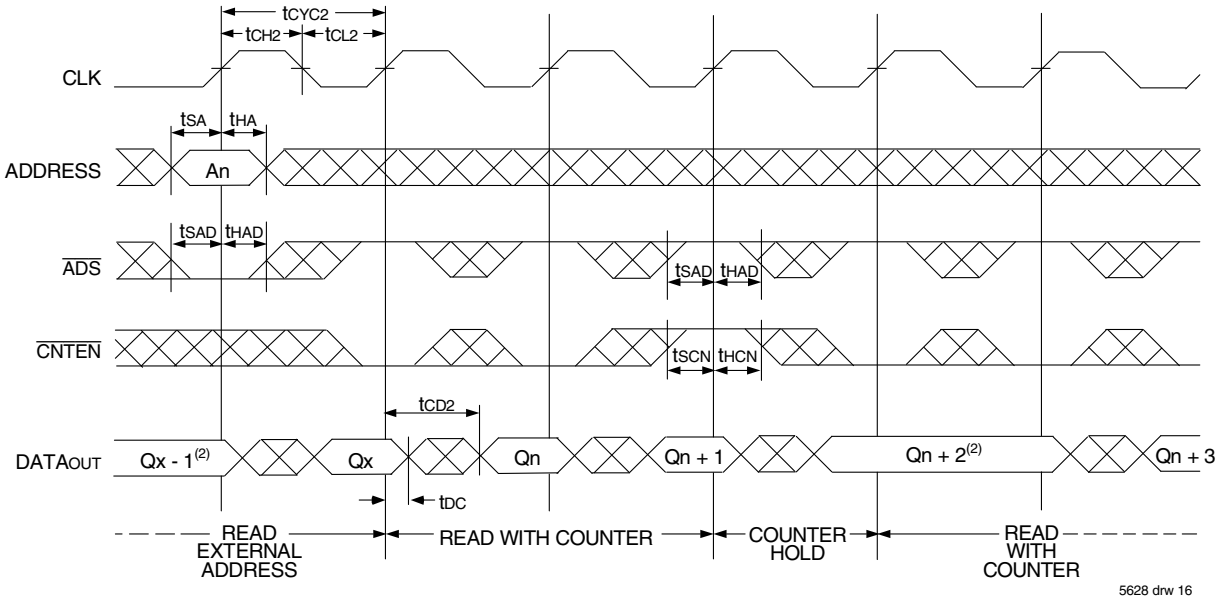 tCYC2
tCH2 tCL2
CLK
tSA tHA
ADDRESS An
tSAD tHAD
ADS
tSAD tHAD
CNTEN
tSCN tHCN
tCD2
DATAOUT Qx - 1(2) Qx Qn Qn + 1 Qn + 2(2) Qn + 3
tDC
READ EXTERNAL ADDRESS
READ WITH COUNTER
COUNTER HOLD
READ WITH COUNTER
5628 drw 16